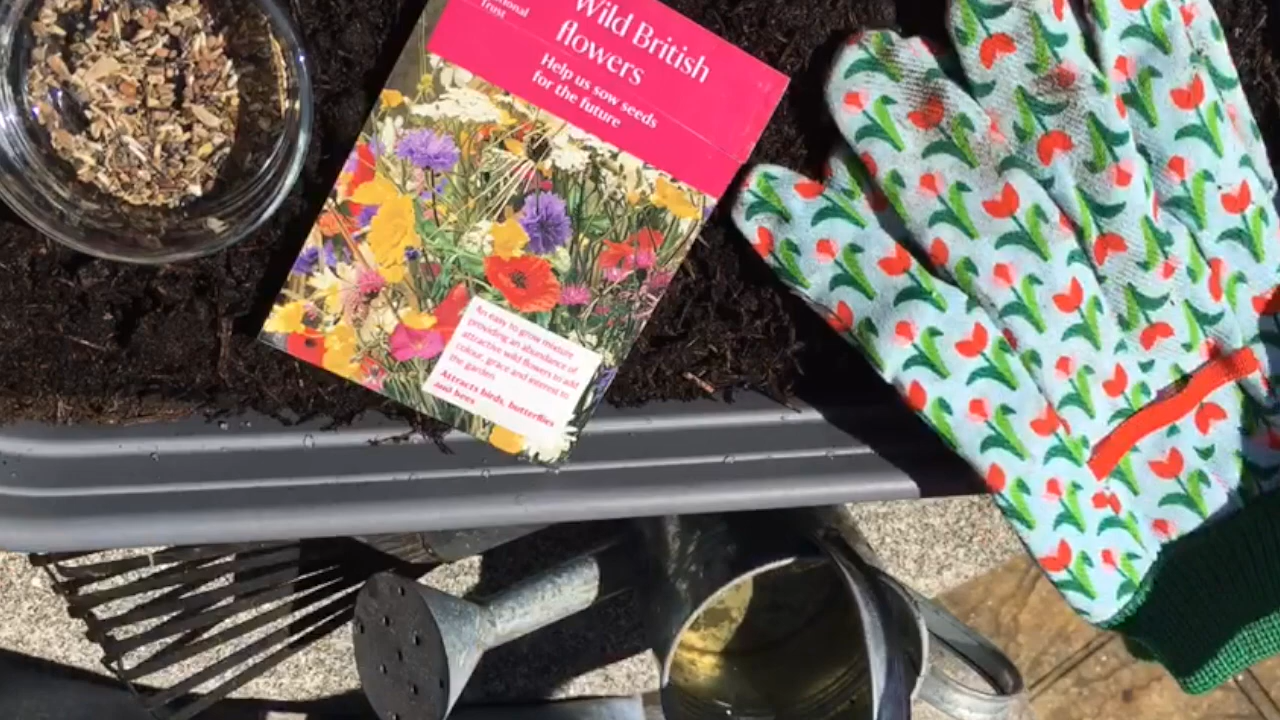 Trust
Wild British
flowers
Help us sow seeds
for the future
An easy to grow mixture
providing an abundance of
attractive wild flowers to add
colour, grace and interest to
the garden.
Attracts birds, butterflies
and bees